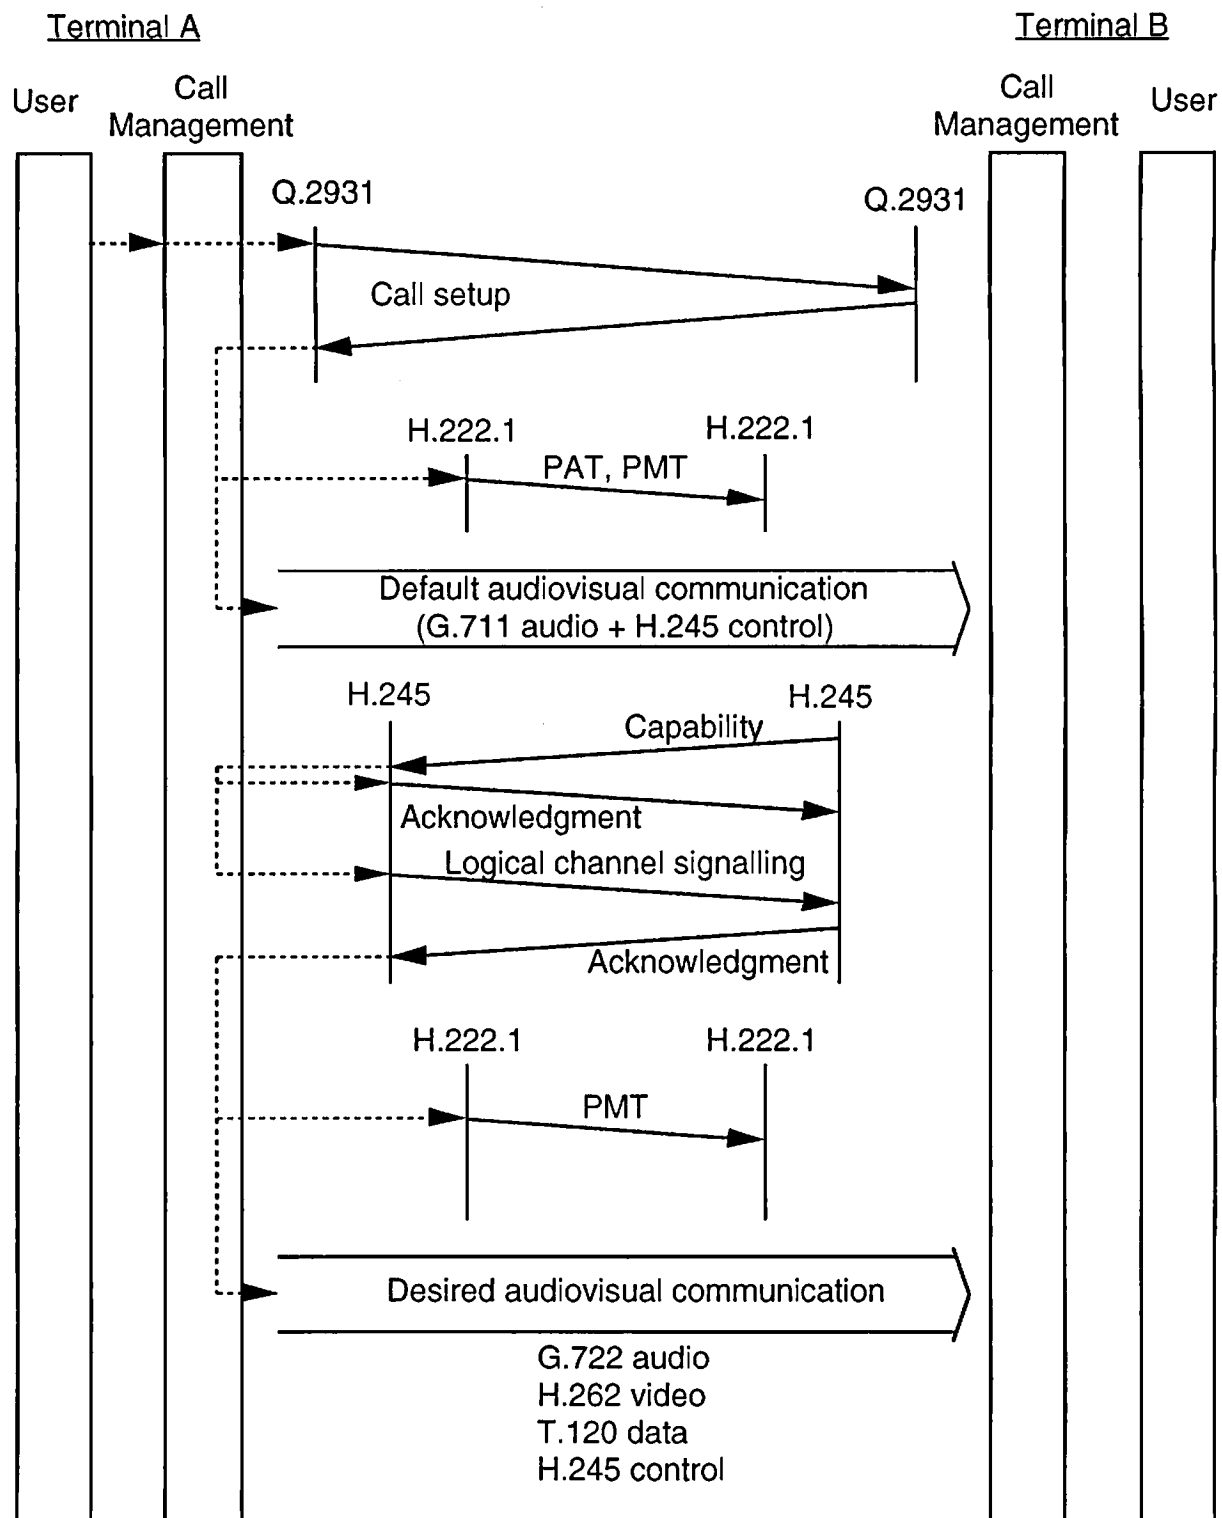 Terminal A
Terminal B
User
Call
Management
Call
Management
User
Q.2931
Q.2931
Call setup
H.222.1
H.222.1
PAT, PMT
Default audiovisual communication
(G.711 audio + H.245 control)
H.245
H.245
Capability
Acknowledgment
Logical channel signalling
Acknowledgment
H.222.1
H.222.1
PMT
Desired audiovisual communication
G.722 audio
H.262 video
T.120 data
H.245 control